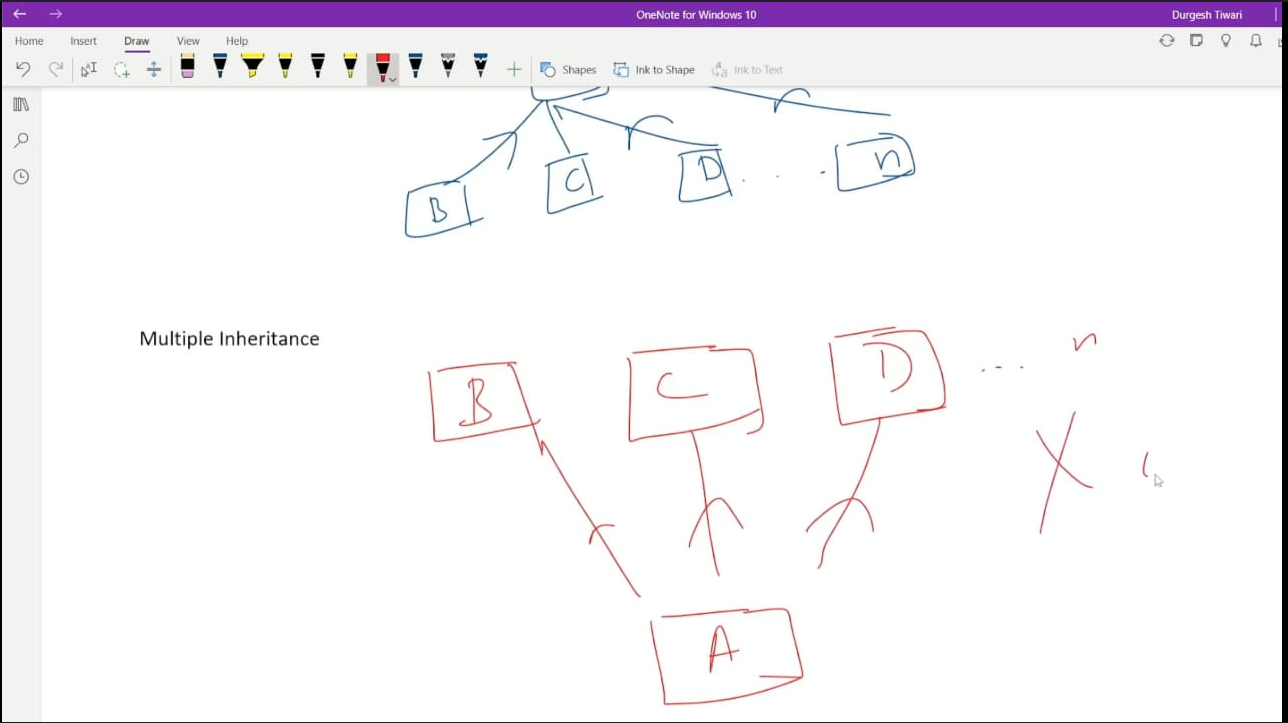 OneNote for Windows 10
Durgesh Tiwari
Home Insert Draw View Help
Shapes Ink to Shape Ink to Text
B C D . . . n
Multiple Inheritance
B C D ... n
X
A